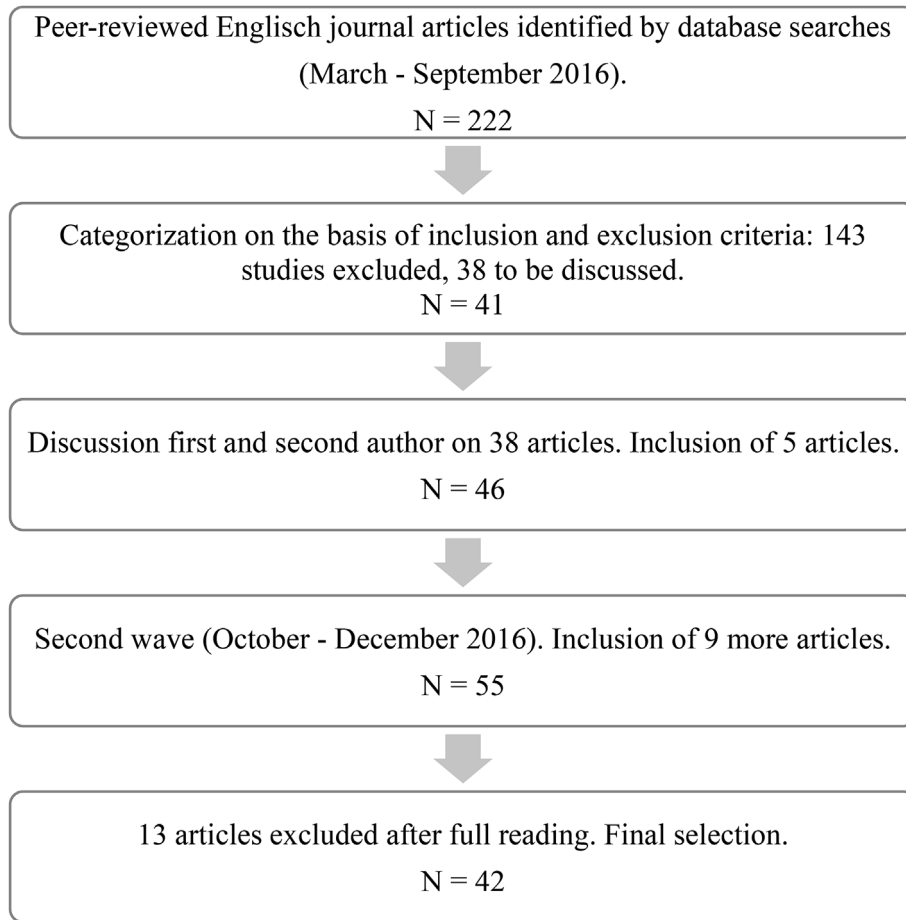 Peer-reviewed Englisch journal articles identified by database searches
(March - September 2016).
N = 222
Categorization on the basis of inclusion and exclusion criteria: 143
studies excluded, 38 to be discussed.
N = 41
Discussion first and second author on 38 articles. Inclusion of 5 articles.
N = 46
Second wave (October - December 2016). Inclusion of 9 more articles.
N = 55
13 articles excluded after full reading. Final selection.
N = 42